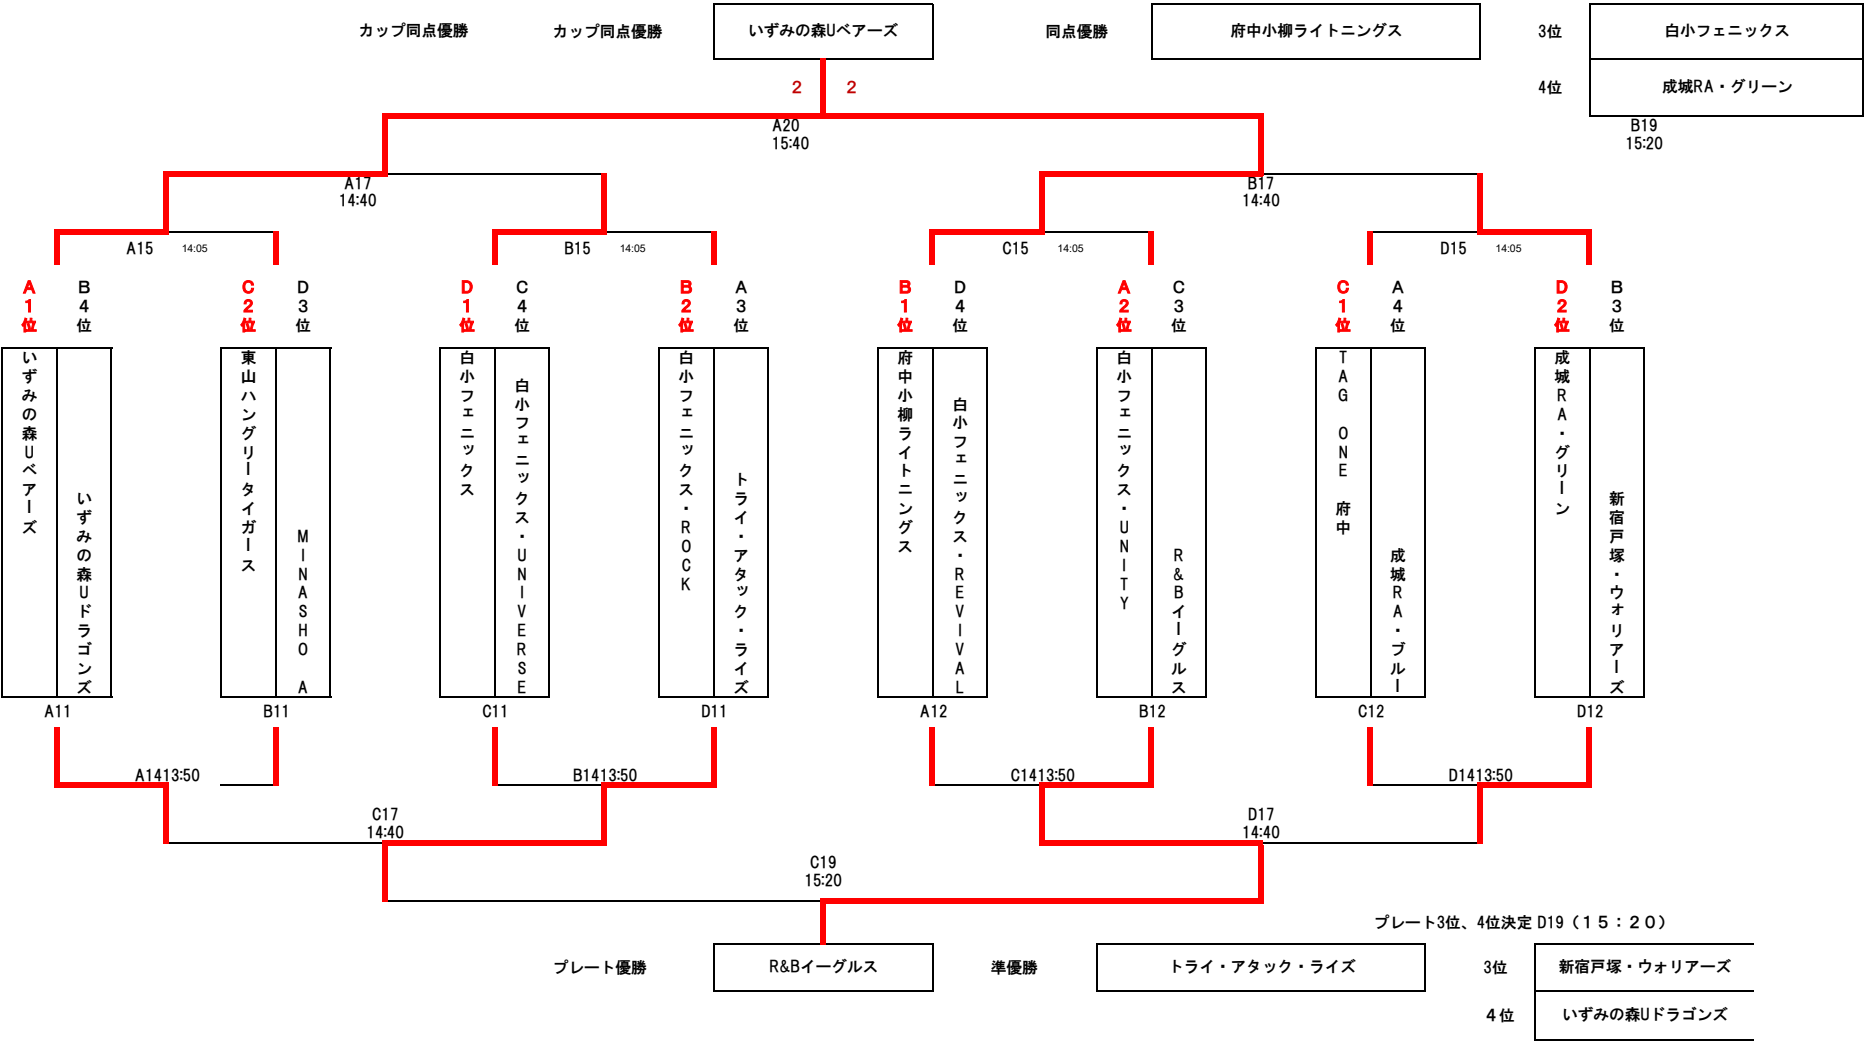 カップ同点優勝 カップ同点優勝 いずみの森Uベアーズ 同点優勝 府中小柳ライトニングス 3位 白小フェニックス
2 2 4位 成城RA・グリーン
A20 B19
15:40 15:20
A17 B17
14:40 14:40
A15 14:05 B15 14:05 C15 14:05 D15 14:05
A1位 B4位 C2位 D3位 D1位 C4位 B2位 A3位 B1位 D4位 A2位 C3位 C1位 A4位 D2位 B3位
いずみの森Uベアーズ
いずみの森Uドラゴンズ
東山ハングリータイガース
MINASHO A
白小フェニックス
白小フェニックス・UNIVERSE
白小フェニックス・ROCK
トライ・アタック・ライズ
府中小柳ライトニングス
白小フェニックス・REVIVAL
白小フェニックス・UNITY
R&Bイーグルス
TAG ONE 府中
成城RA・ブルー
成城RA・グリーン
新宿戸塚・ウォリアーズ
A11 B11 C11 D11 A12 B12 C12 D12
A1413:50 B1413:50 C1413:50 D1413:50
C17 D17
14:40 14:40
C19
15:20
プレート3位、4位決定 D19（１５：２０）
プレート優勝 R&Bイーグルス 準優勝 トライ・アタック・ライズ 3位 新宿戸塚・ウォリアーズ
４位 いずみの森Uドラゴンズ